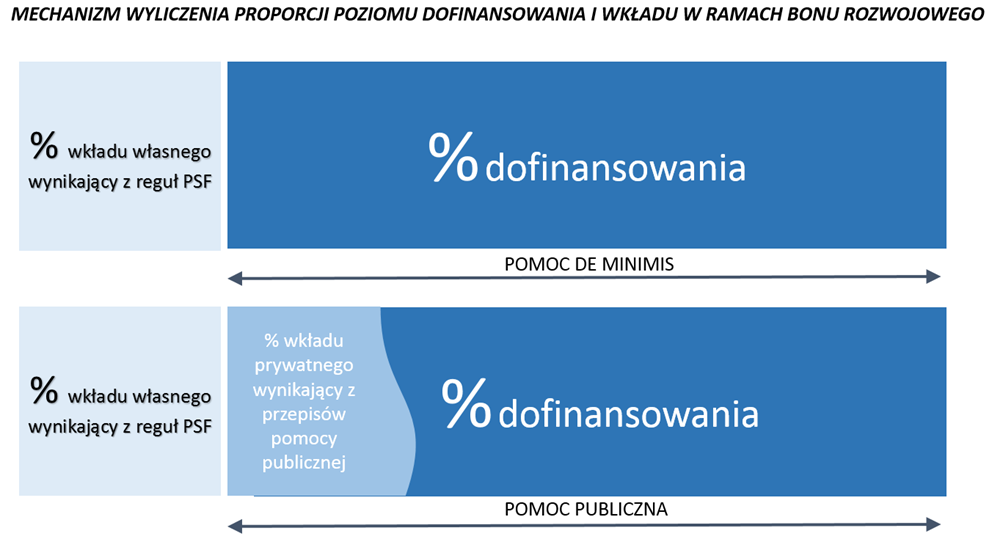 MECHANIZM WYLICZENIA PROPORCJI POZIOMU DOFINANSOWANIA I WKŁADU W RAMACH BONU ROZWOJOWEGO
% wkładu własnego
wynikający z reguł PSF
% dofinansowania
POMOC DE MINIMIS
% wkładu własnego
wynikający z reguł PSF
% wkładu
prywatnego
wynikający z
przepisów
pomocy
publicznej
% dofinansowania
POMOC PUBLICZNA